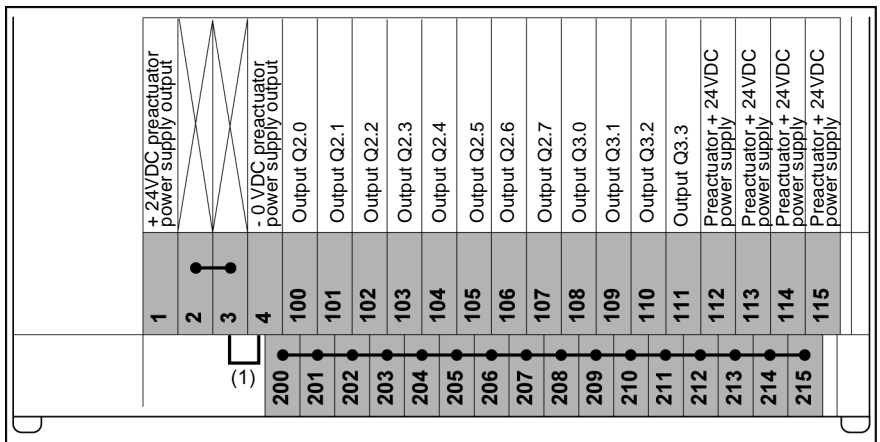 + 24VDC preactuator
power supply output
- 0 VDC preactuator
power supply output
Output Q2.0
Output Q2.1
Output Q2.2
Output Q2.3
Output Q2.4
Output Q2.5
Output Q2.6
Output Q2.7
Output Q3.0
Output Q3.1
Output Q3.2
Output Q3.3
Preactuator + 24VDC
power supply
Preactuator + 24VDC
power supply
Preactuator + 24VDC
power supply
Preactuator + 24VDC
power supply
1 2 3 4 100 101 102 103 104 105 106 107 108 109 110 111 112 113 114 115
(1)
200 201 202 203 204 205 206 207 208 209 210 211 212 213 214 215